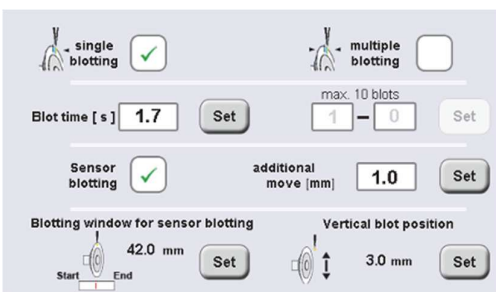 single blotting
multiple blotting
max. 10 blots
Blot time [ s ] 1.7 Set 1 – 0 Set
Sensor blotting
additional move [mm] 1.0 Set
Blotting window for sensor blotting
Vertical blot position
42.0 mm Set
3.0 mm Set
Start End